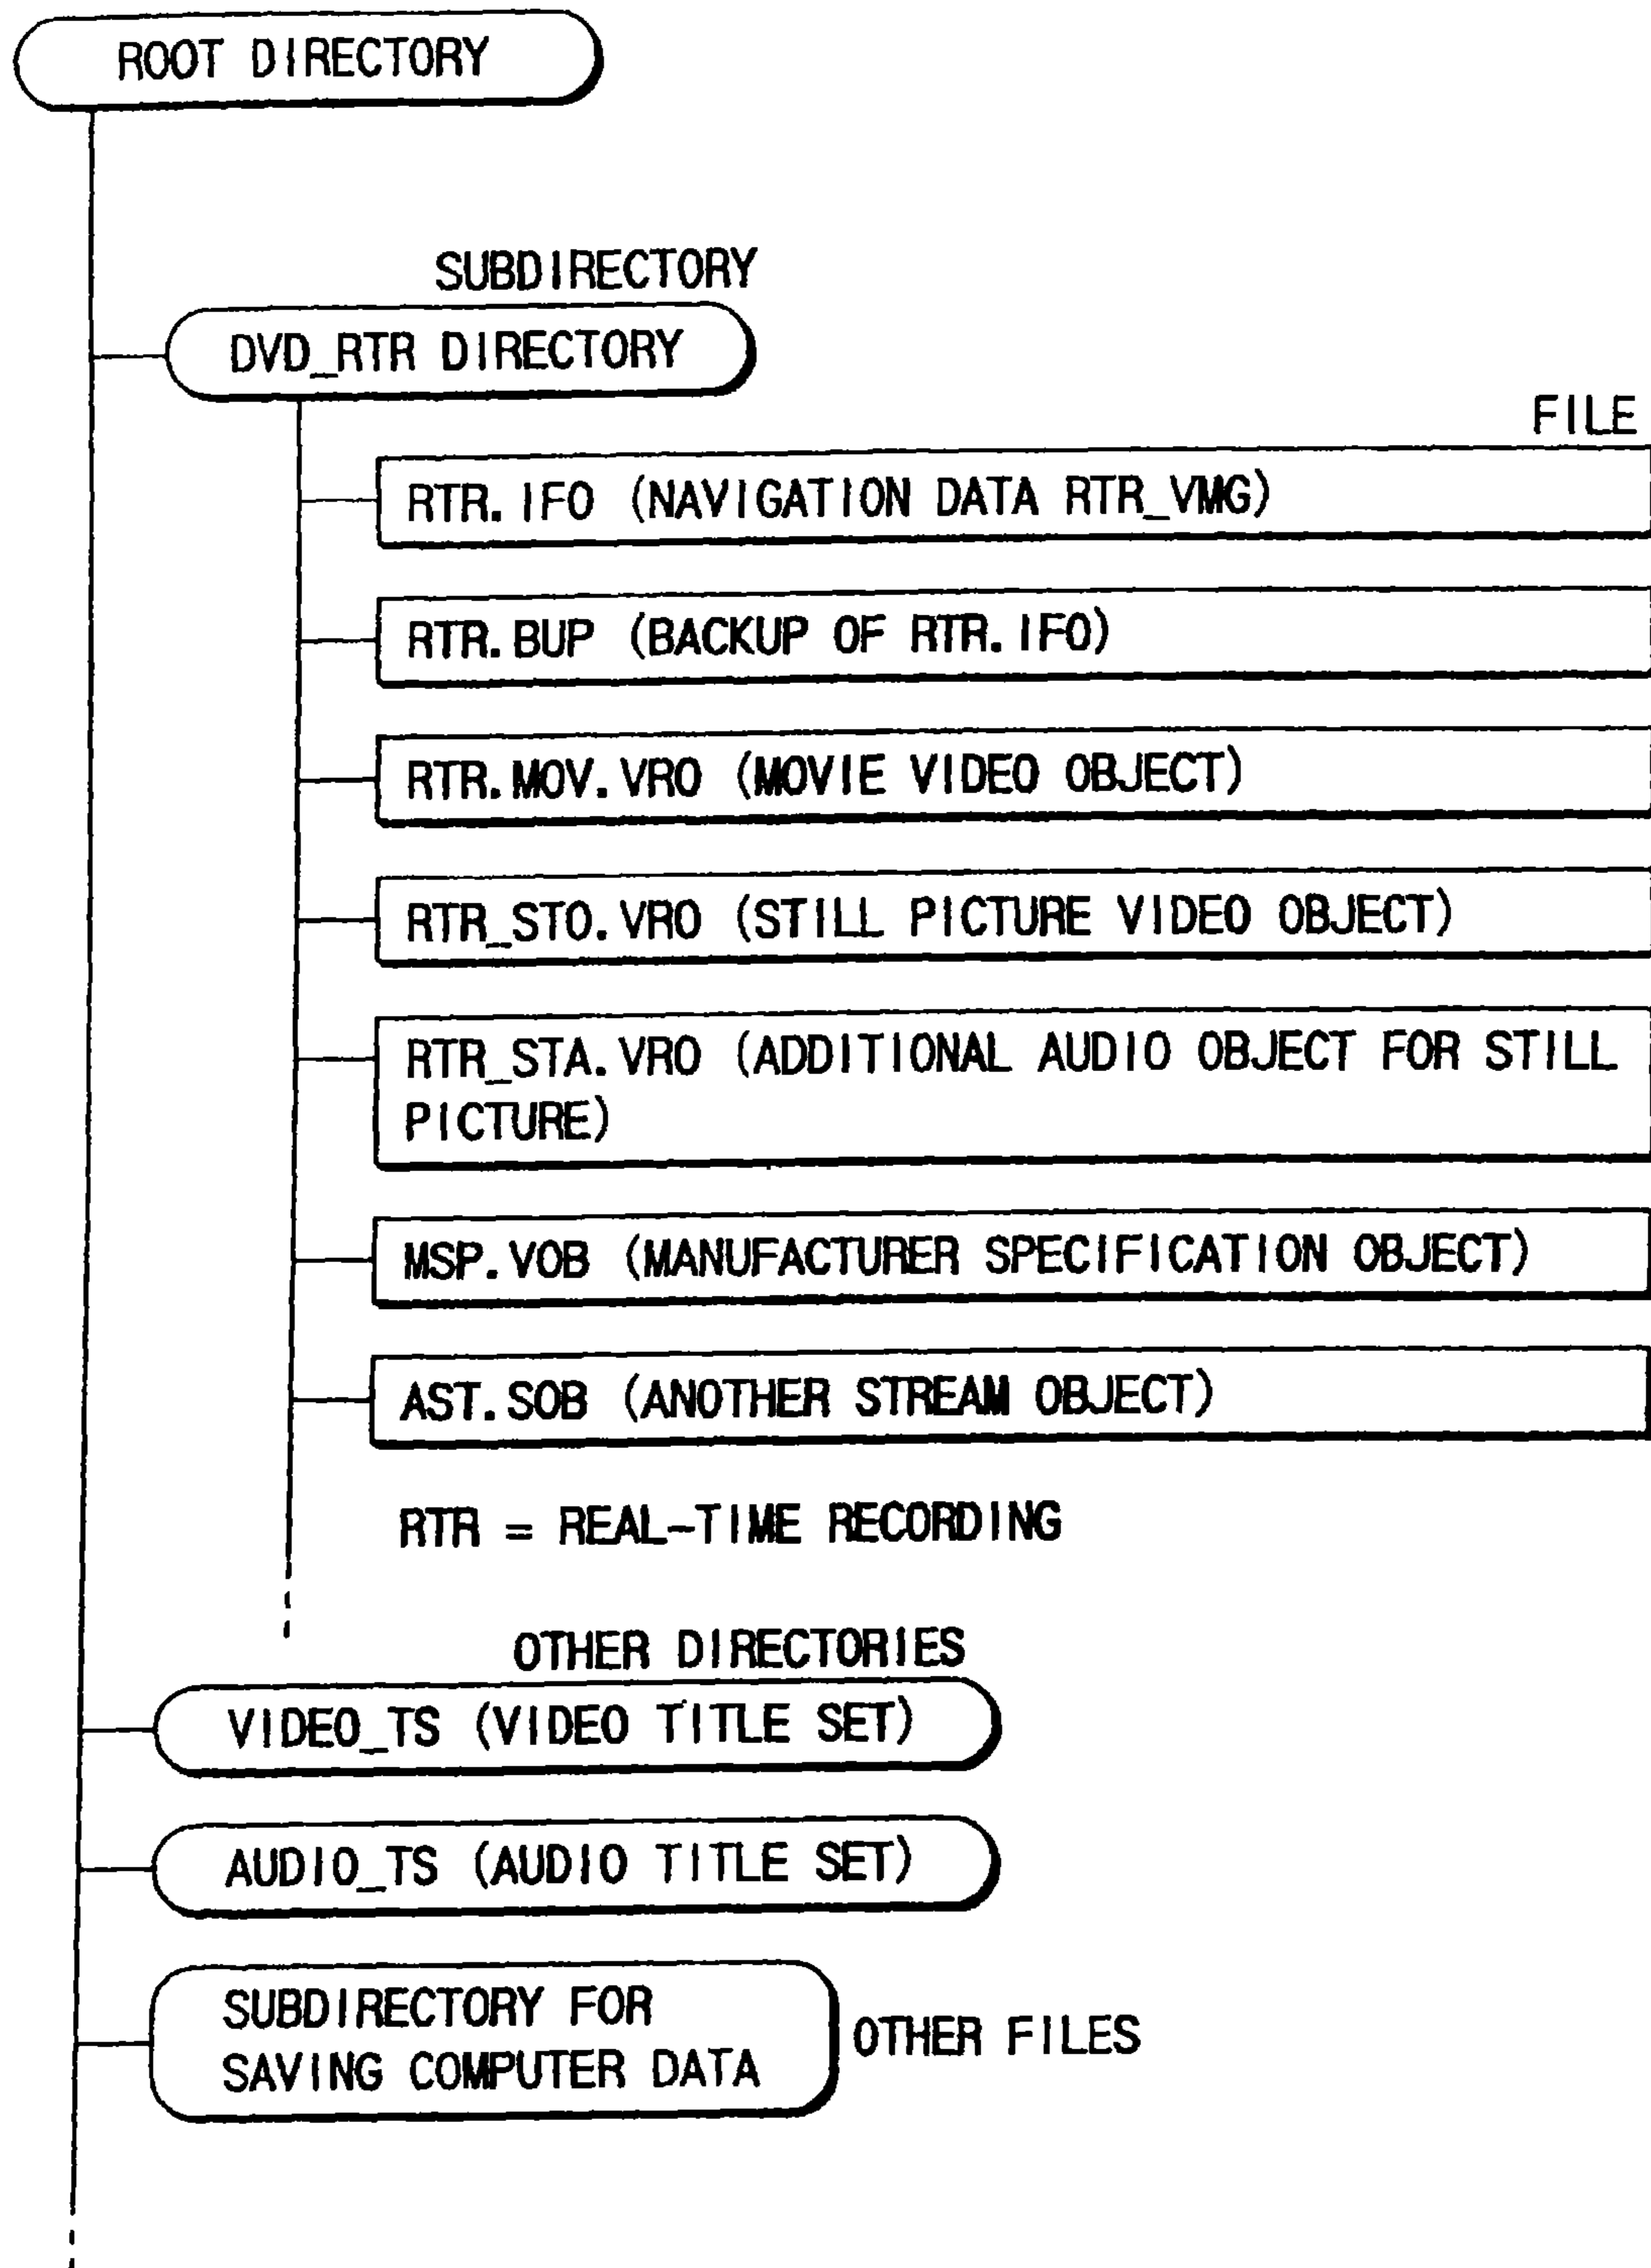 ROOT DIRECTORY
SUBDIRECTORY
DVD_RTR DIRECTORY
FILE
RTR.IFO (NAVIGATION DATA RTR_VMG)
RTR.BUP (BACKUP OF RTR.IFO)
RTR.MOV.VRO (MOVIE VIDEO OBJECT)
RTR_STO.VRO (STILL PICTURE VIDEO OBJECT)
RTR_STA.VRO (ADDITIONAL AUDIO OBJECT FOR STILL
PICTURE)
MSP.VOB (MANUFACTURER SPECIFICATION OBJECT)
AST.SOB (ANOTHER STREAM OBJECT)
RTR = REAL-TIME RECORDING
OTHER DIRECTORIES
VIDEO_TS (VIDEO TITLE SET)
AUDIO_TS (AUDIO TITLE SET)
SUBDIRECTORY FOR
SAVING COMPUTER DATA
OTHER FILES